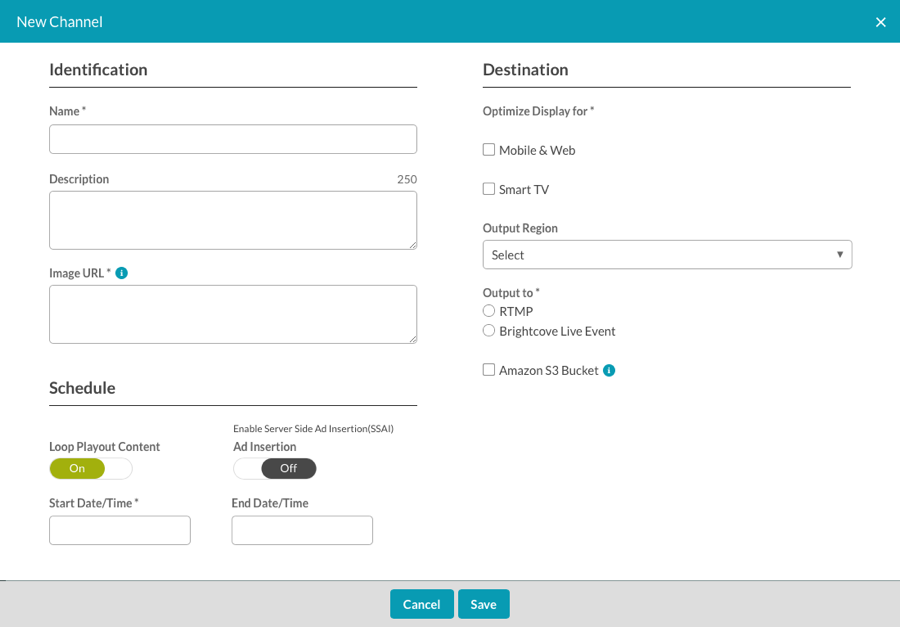 New Channel
Identification
Name *
Description 250
Image URL * i
Schedule
Enable Server Side Ad Insertion(SSAI)
Loop Playout Content Ad Insertion
On Off
Start Date/Time * End Date/Time
Destination
Optimize Display for *
Mobile & Web
Smart TV
Output Region
Select
Output to *
RTMP
Brightcove Live Event
Amazon S3 Bucket i
Cancel Save